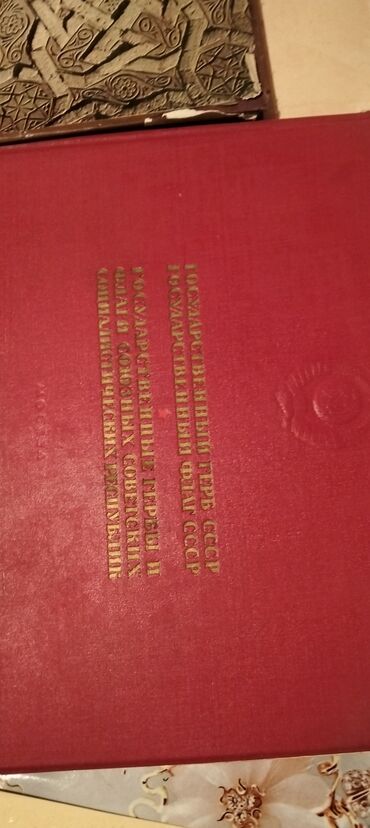 ГОСУДАРСТВЕННЫЙ ГЕРБ СССР
ГОСУДАРСТВЕННЫЙ ФЛАГ СССР
ГОСУДАРСТВЕННЫЕ ГЕРБЫ И
ФЛАГИ СОЮЗНЫХ СОВЕТСКИХ
СОЦИАЛИСТИЧЕСКИХ РЕСПУБЛИК
МОСКВА